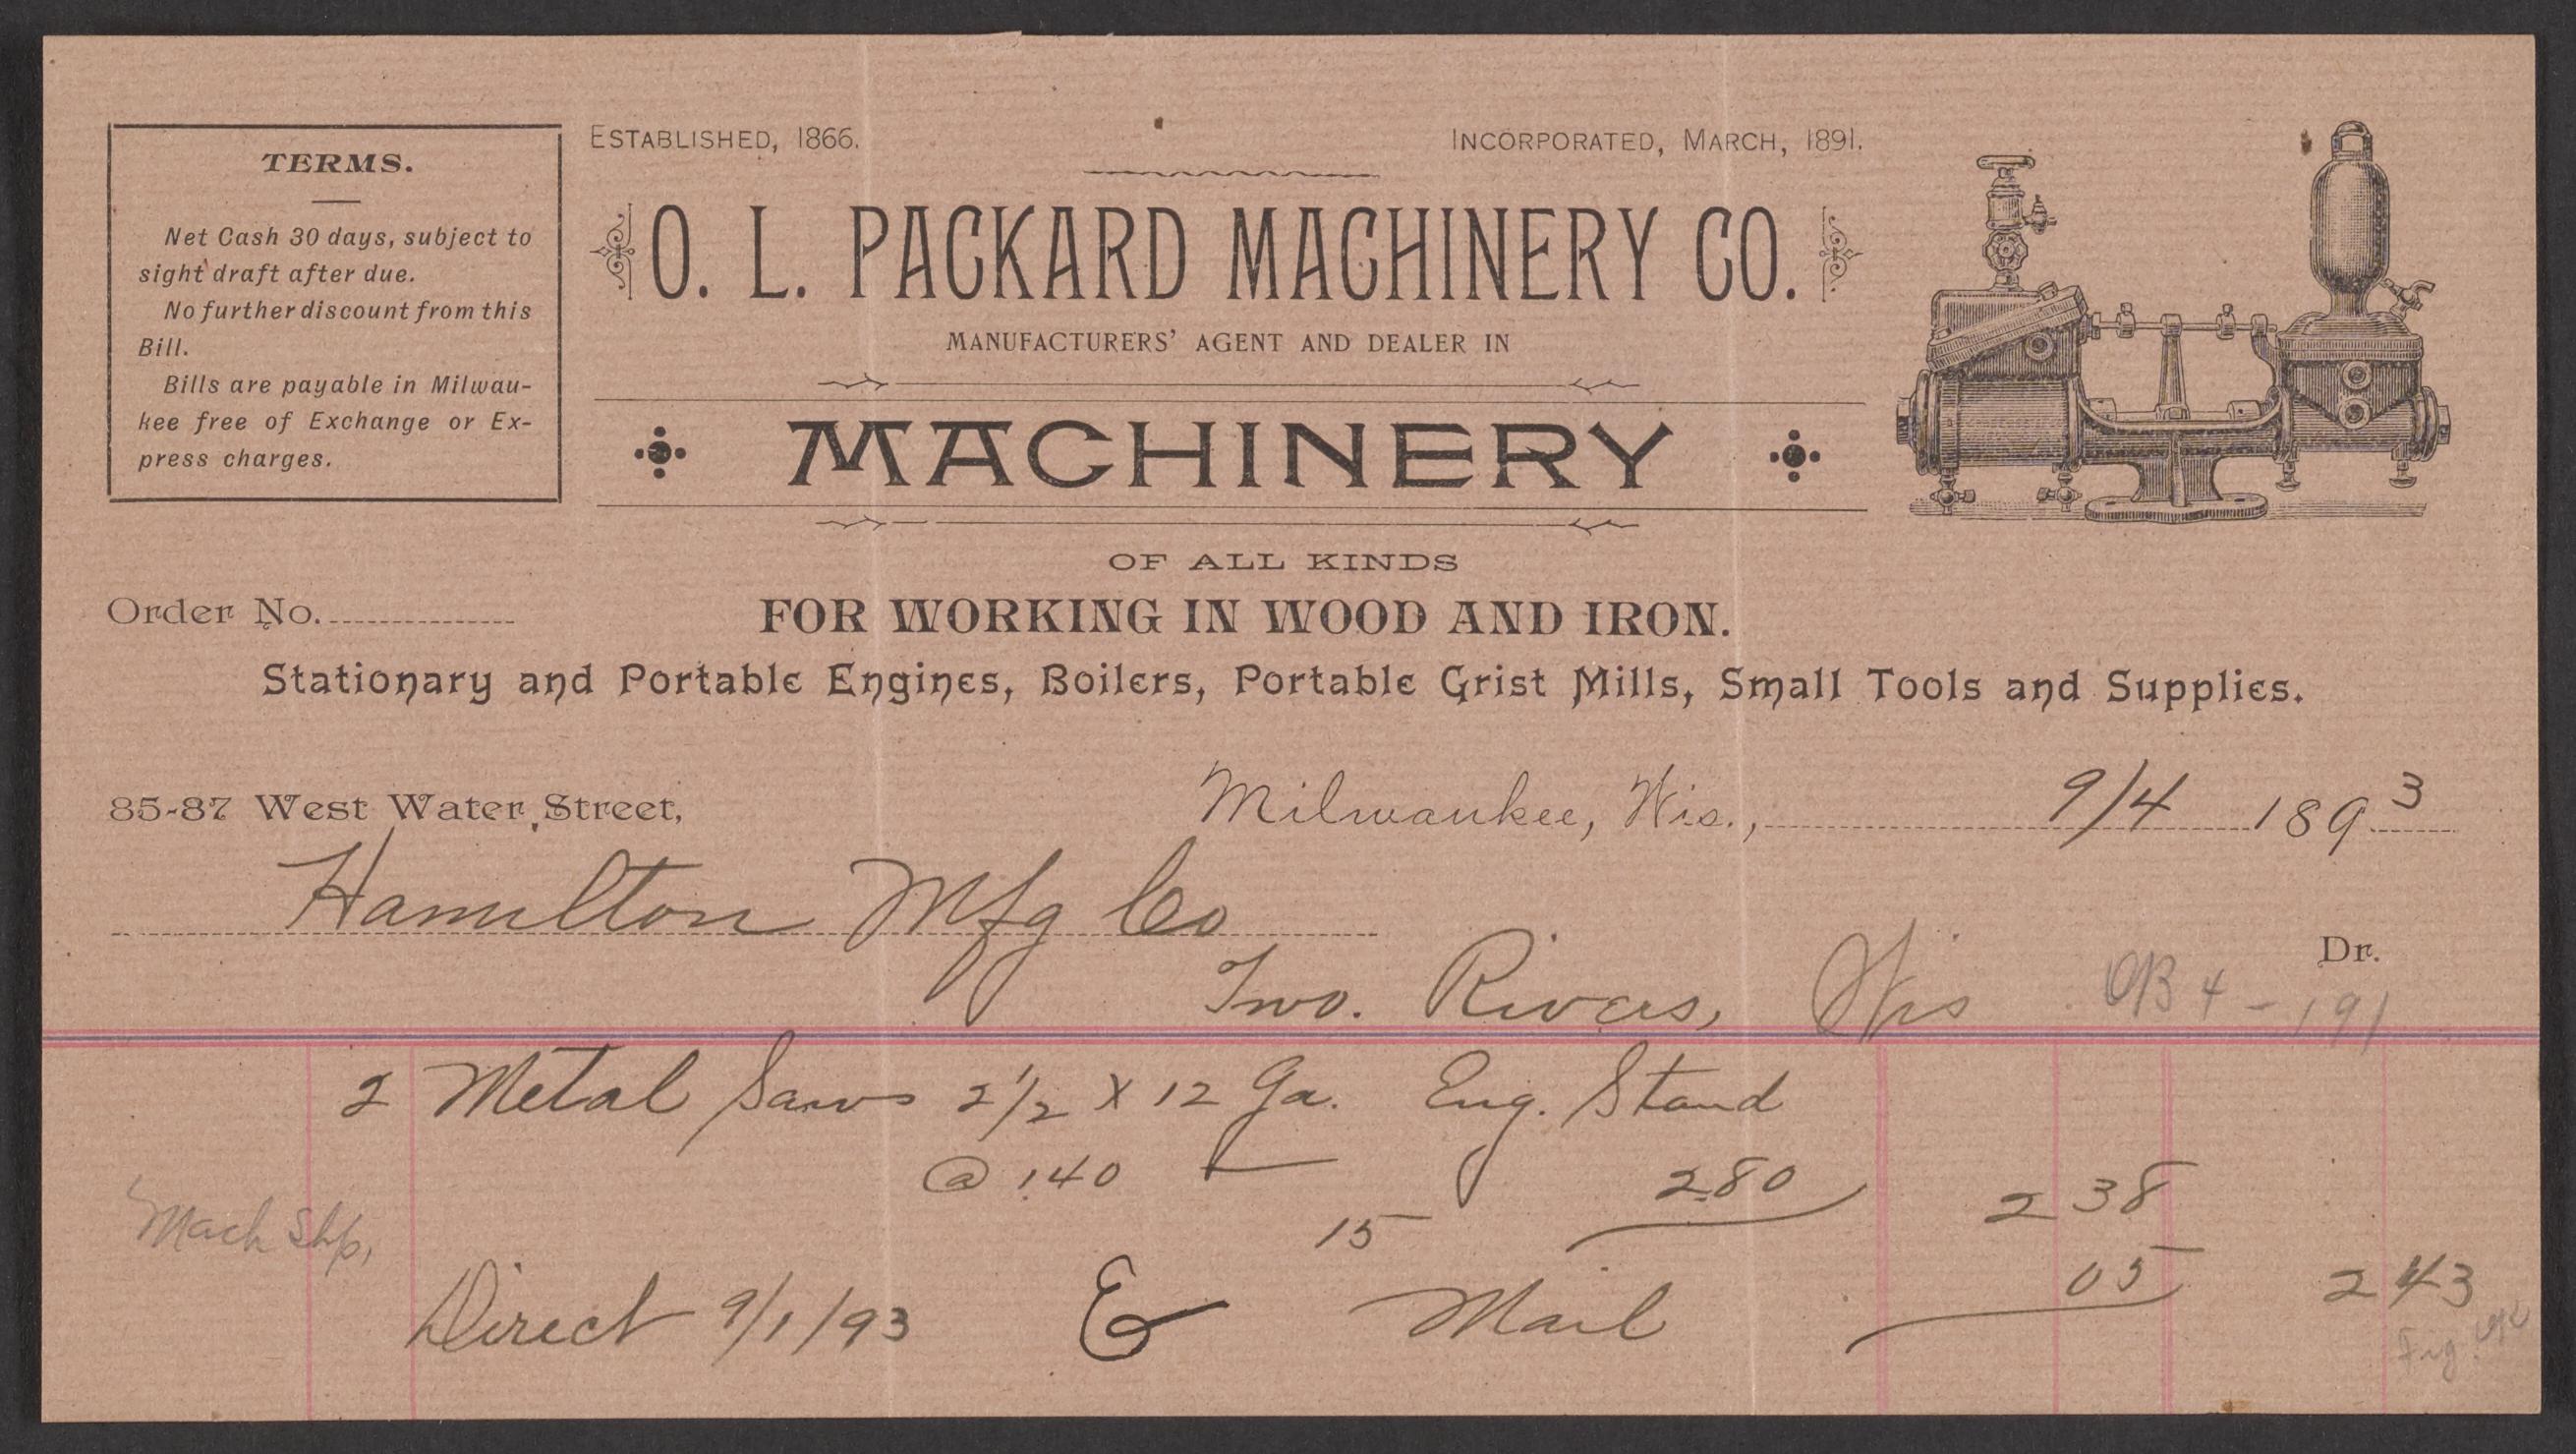 TERMS.
Net Cash 30 days, subject to
sight draft after due.
No further discount from this
Bill.
Bills are payable in Milwau-
kee free of Exchange or Ex-
press charges.
ESTABLISHED, 1866.
INCORPORATED, MARCH, 1891.
O. L. PACKARD MACHINERY CO.
MANUFACTURERS' AGENT AND DEALER IN
MACHINERY
OF ALL KINDS
Order No.
FOR WORKING IN WOOD AND IRON.
Stationary and Portable Engines, Boilers, Portable Grist Mills, Small Tools and Supplies.
85-87 West Water Street,
Milwaukee, Wis., 9/4 1893
Hamilton Mfg Co
Dr.
Two. Rivers, Wis OB 4 - 191
2 Metal Saws 2 1/2 X 12 Ga. Eng. Stand
@ 1.40 2.80 2 38
Mach Shp, 15 05 2 43
Direct 9/1/93 & Mail
Fig.